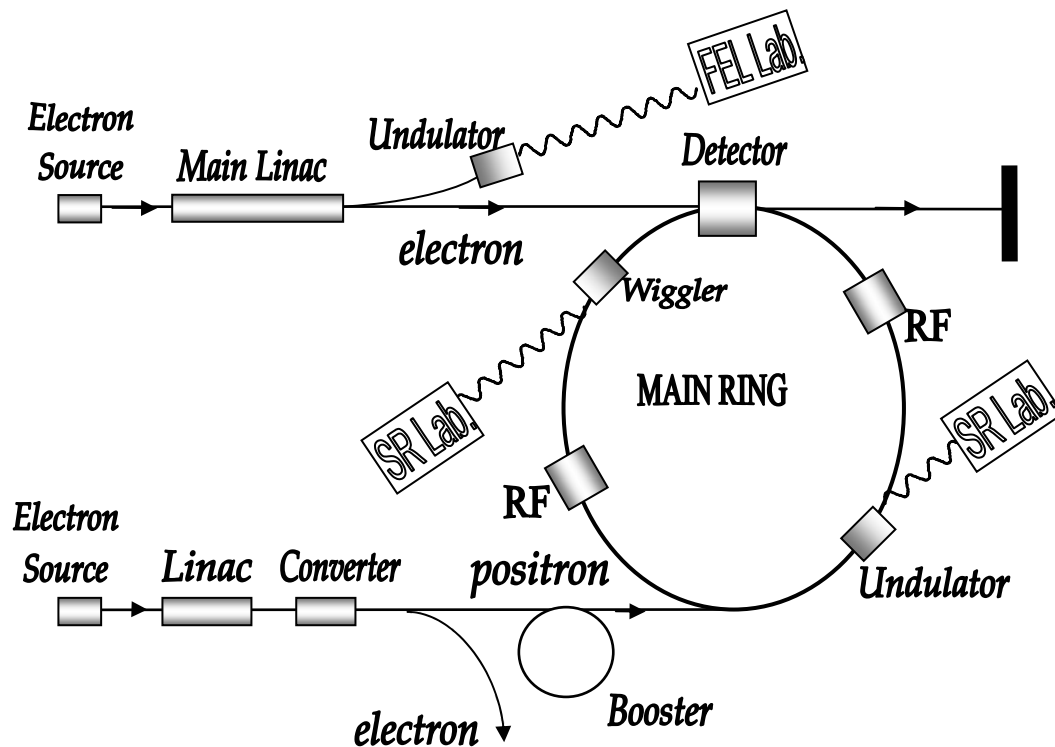 FEL Lab.
Electron
Source
Undulator
Main Linac
Detector
electron
Wiggler
RF
MAIN RING
SR Lab.
SR Lab.
RF
Electron
Source
Linac
Converter
positron
Undulator
Booster
electron